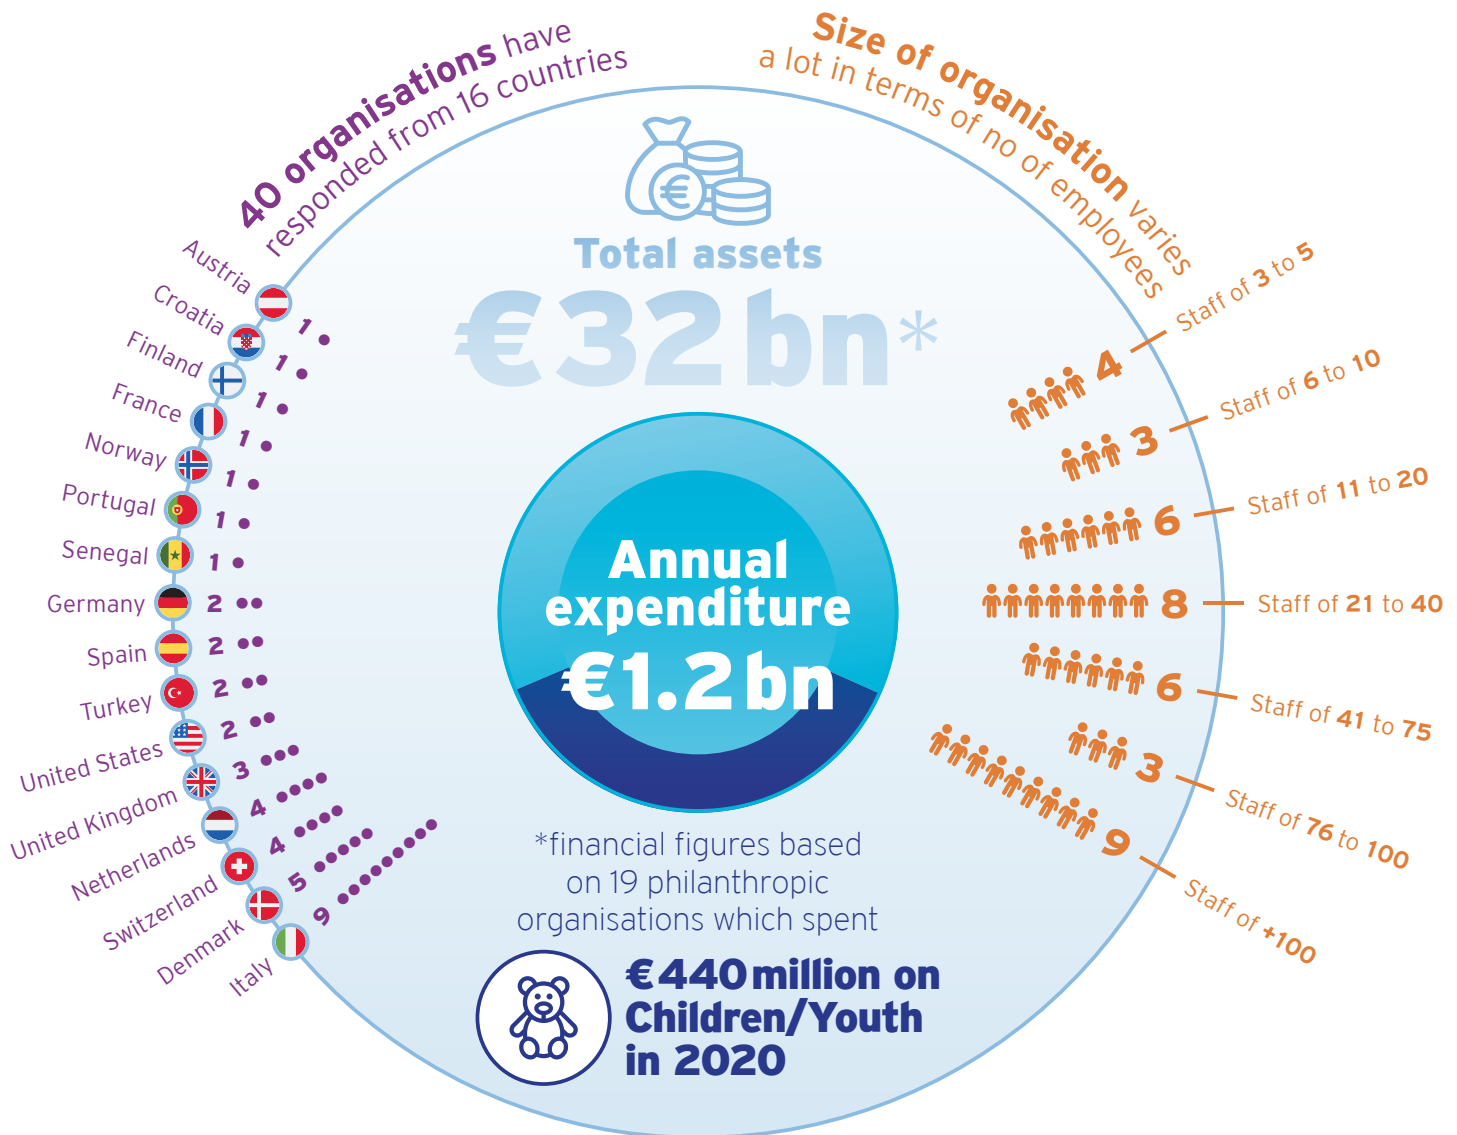 40 organisations have
responded from 16 countries
Austria 1
Croatia 1
Finland 1
France 1
Norway 1
Portugal 1
Senegal 1
Germany 2
Spain 2
Turkey 2
United States 2
United Kingdom 3
Netherlands 4
Switzerland 4
Denmark 5
Italy 9
Total assets
€32bn*
Annual
expenditure
€1.2bn
*financial figures based
on 19 philanthropic
organisations which spent
€440 million on
Children/Youth
in 2020
Size of organisation varies
a lot in terms of no of employees
4 Staff of 3 to 5
3 Staff of 6 to 10
6 Staff of 11 to 20
8 Staff of 21 to 40
6 Staff of 41 to 75
3 Staff of 76 to 100
9 Staff of +100